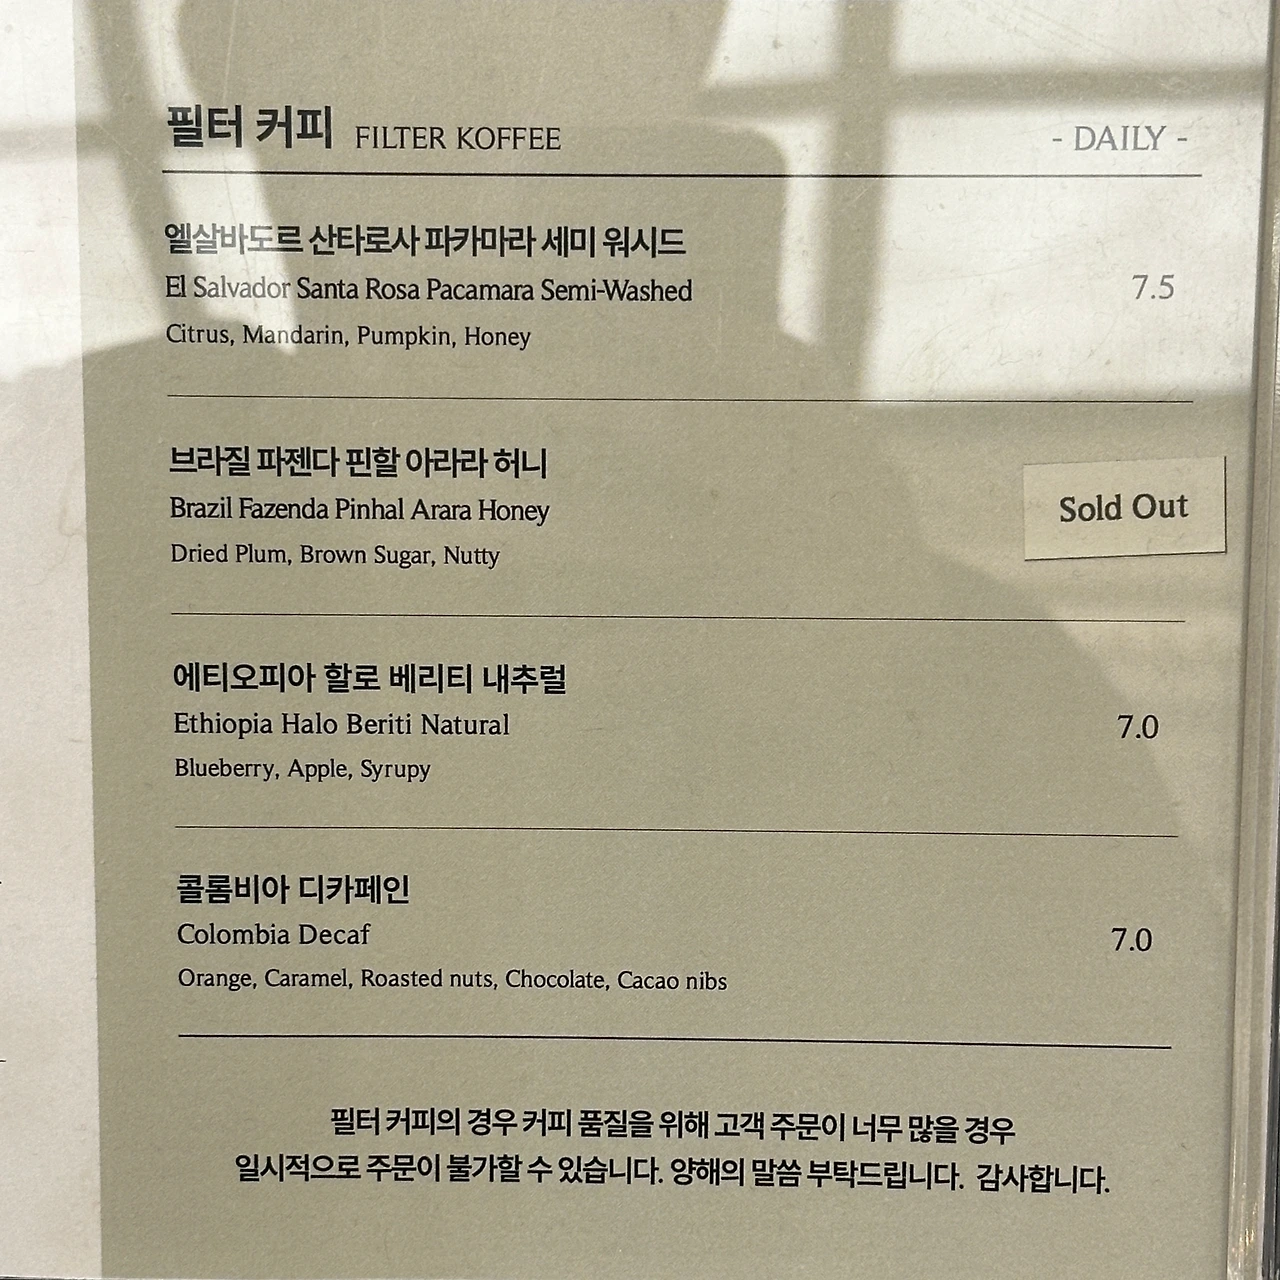 필터 커피 FILTER KOFFEE - DAILY -
엘살바도르 산타로사 파카마라 세미 워시드
El Salvador Santa Rosa Pacamara Semi-Washed 7.5
Citrus, Mandarin, Pumpkin, Honey
브라질 파젠다 핀할 아라라 허니
Brazil Fazenda Pinhal Arara Honey Sold Out
Dried Plum, Brown Sugar, Nutty
에티오피아 할로 베리티 내추럴
Ethiopia Halo Beriti Natural 7.0
Blueberry, Apple, Syrupy
콜롬비아 디카페인
Colombia Decaf 7.0
Orange, Caramel, Roasted nuts, Chocolate, Cacao nibs
필터 커피의 경우 커피 품질을 위해 고객 주문이 너무 많을 경우
일시적으로 주문이 불가할 수 있습니다. 양해의 말씀 부탁드립니다. 감사합니다.